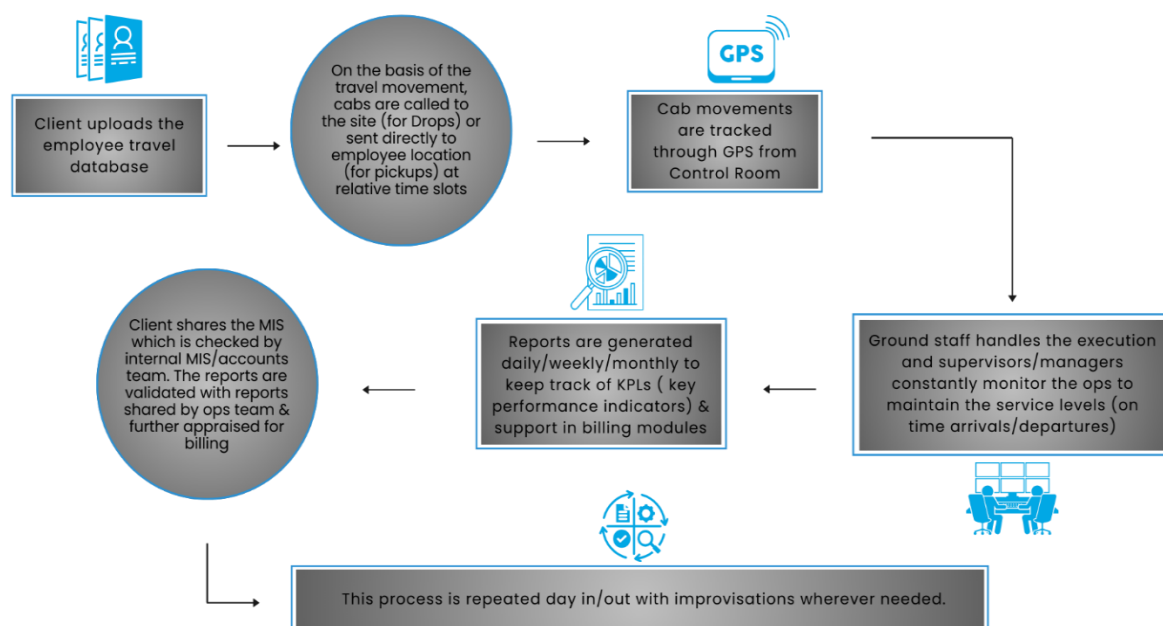 Client uploads the
employee travel
database
On the basis of the
travel movement,
cabs are called to
the site (for Drops) or
sent directly to
employee location
(for pickups) at
relative time slots
GPS
Cab movements
are tracked
through GPS from
Control Room
Ground staff handles the execution
and supervisors/managers
constantly monitor the ops to
maintain the service levels (on
time arrivals/departures)
Reports are generated
daily/weekly/monthly to
keep track of KPLs ( key
performance indicators) &
support in billing modules
Client shares the MIS
which is checked by
internal MIS/accounts
team. The reports are
validated with reports
shared by ops team &
further appraised for
billing
This process is repeated day in/out with improvisations wherever needed.